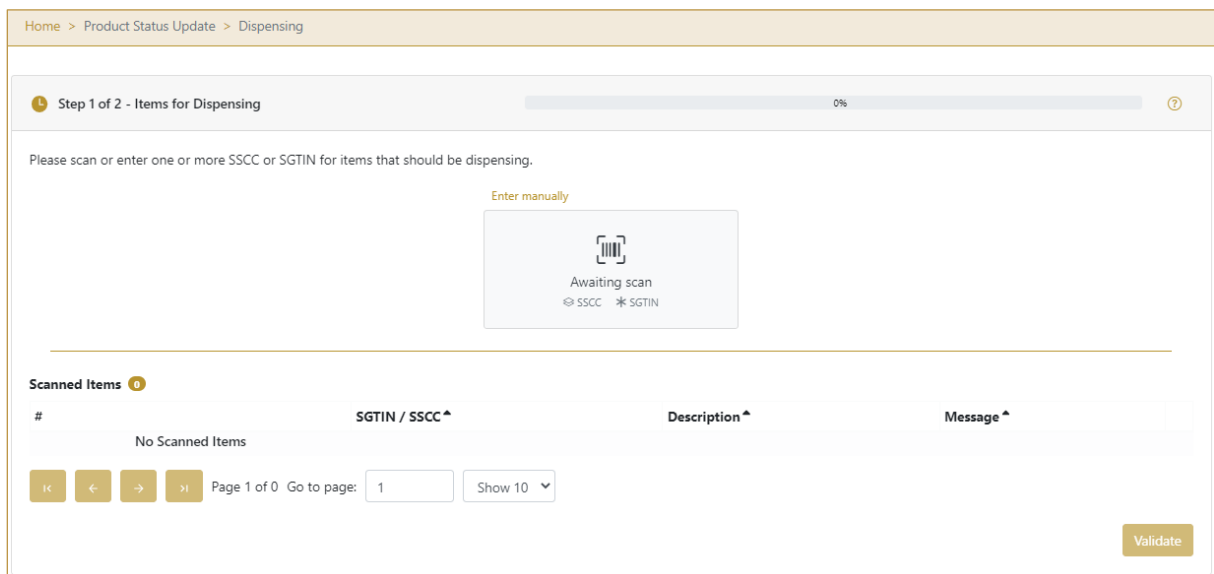 Home > Product Status Update > Dispensing
Step 1 of 2 - Items for Dispensing 0%
Please scan or enter one or more SSCC or SGTIN for items that should be dispensing.
Enter manually
Awaiting scan
SSCC SGTIN
Scanned Items 0
# SGTIN / SSCC Description Message
No Scanned Items
Page 1 of 0 Go to page: 1 Show 10
Validate